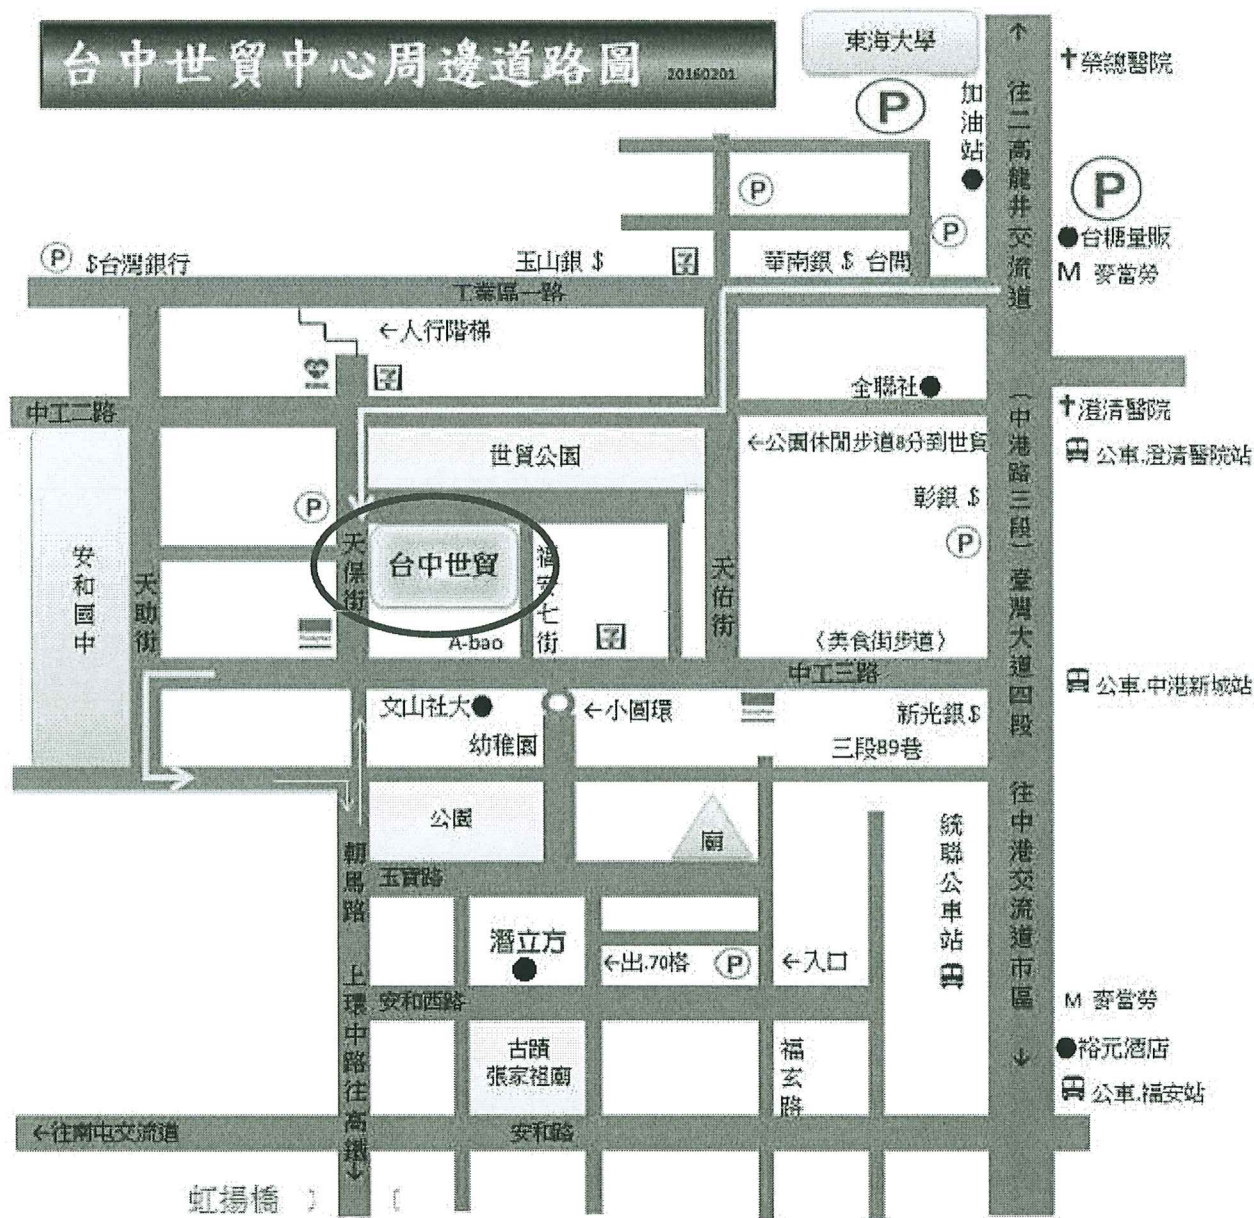 台中世貿中心周邊道路圖 20160201
東海大學
P
加油站
↑ 往二高龍井交流道
榮總醫院
P
台糖量販
M 麥當勞
P
P
P $台灣銀行
玉山銀 $
7
華南銀 $ 台開
工業區一路
←人行階梯
7
全聯社
中工二路
澄清醫院
←公園休閒步道8分到世貿
公車.澄清醫院站
世貿公園
彰銀 $
P
P
(中港路三段)臺灣大道四段
安和國中
天助街
天保街
台中世貿
福安七街
天佑街
A-bao
7
〈美食街步道〉
中工三路
公車.中港新城站
文山社大
←小圓環
新光銀$
幼稚園
三段89巷
公園
廟
統聯公車站
往中港交流道市區 ↓
朝馬路 上環中路往高鐵↓
玉寶路
潛立方
←出.70格 P
←入口
安和西路
M 麥當勞
古蹟
張家祖廟
福玄路
裕元酒店
公車.福安站
←往南屯交流道
安和路
虹揚橋